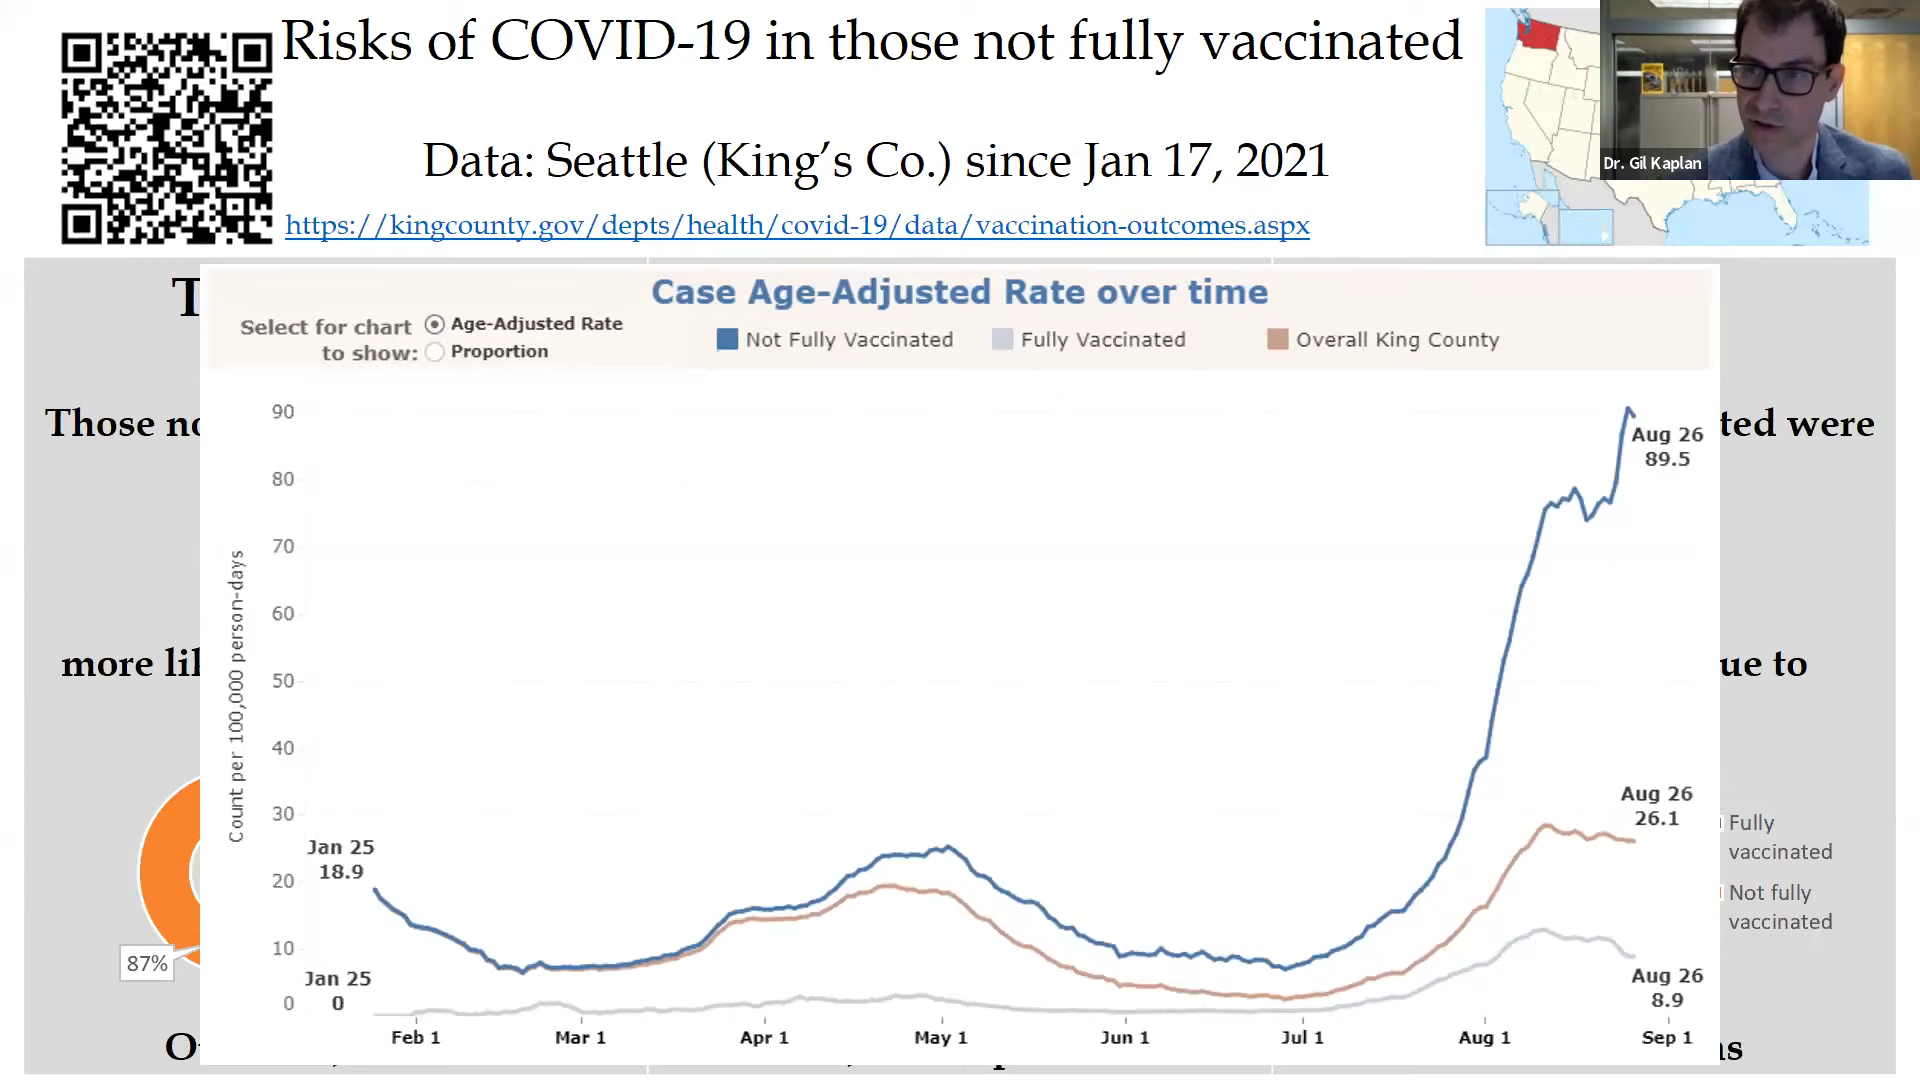 Risks of COVID-19 in those not fully vaccinated
Data: Seattle (King's Co.) since Jan 17, 2021
https://kingcounty.gov/depts/health/covid-19/data/vaccination-outcomes.aspx
Dr. Gil Kaplan
Case Age-Adjusted Rate over time
Select for chart to show:
Age-Adjusted Rate
Proportion
Not Fully Vaccinated
Fully Vaccinated
Overall King County
Those
ted were
more
ue to
Count per 100,000 person-days
90
80
70
60
50
40
30
20
10
0
Jan 25
18.9
Jan 25
0
Aug 26
89.5
Aug 26
26.1
Aug 26
8.9
Feb 1
Mar 1
Apr 1
May 1
Jun 1
Jul 1
Aug 1
Sep 1
87%
Fully
vaccinated
Not fully
vaccinated